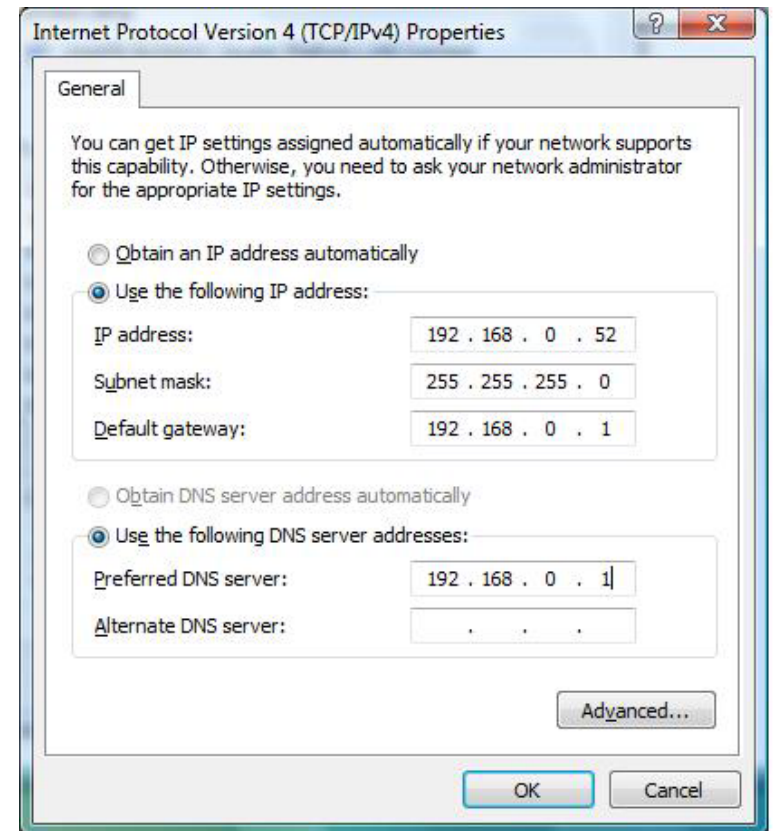 Internet Protocol Version 4 (TCP/IPv4) Properties
?
X
General
You can get IP settings assigned automatically if your network supports
this capability. Otherwise, you need to ask your network administrator
for the appropriate IP settings.
Obtain an IP address automatically
Use the following IP address:
IP address: 192 . 168 . 0 . 52
Subnet mask: 255 . 255 . 255 . 0
Default gateway: 192 . 168 . 0 . 1
Obtain DNS server address automatically
Use the following DNS server addresses:
Preferred DNS server: 192 . 168 . 0 . 1
Alternate DNS server: . . .
Advanced...
OK Cancel